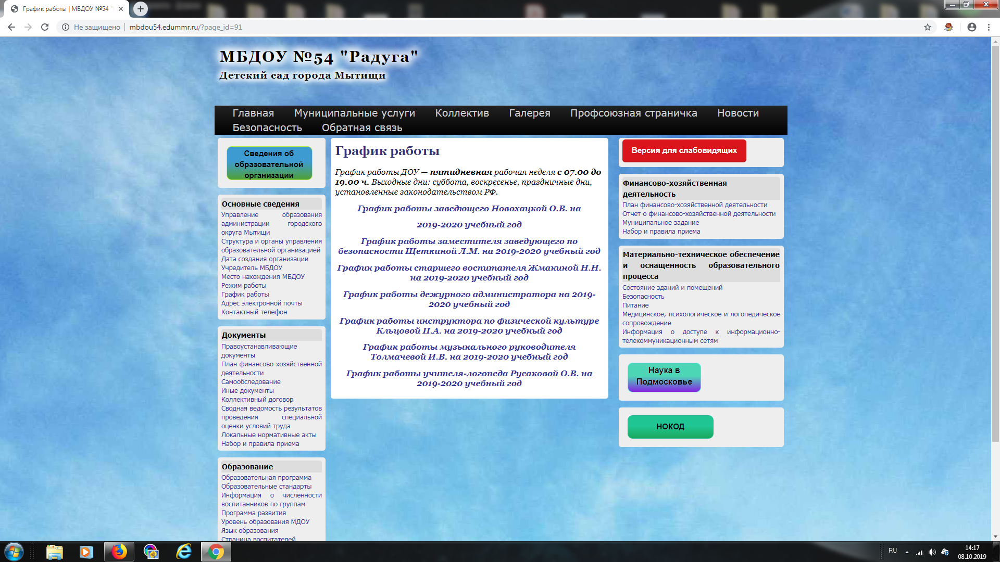 График работы | МБДОУ №54 "
Не защищено
mbdou54.edummr.ru/?page_id=91
МБДОУ №54 "Радуга"
Детский сад города Мытищи
Главная Муниципальные услуги Коллектив Галерея Профсоюзная страничка Новости
Безопасность Обратная связь
Сведения об
образовательной
организации
Основные сведения
Управление образования
администрации городского
округа Мытищи
Структура и органы управления
образовательной организацией
Дата создания организации
Учредитель МБДОУ
Место нахождения МБДОУ
Режим работы
График работы
Адрес электронной почты
Контактный телефон
Документы
Правоустанавливающие
документы
План финансово-хозяйственной
деятельности
Самообследование
Иные документы
Коллективный договор
Сводная ведомость результатов
проведения специальной
оценки условий труда
Локальные нормативные акты
Набор и правила приема
Образование
Образовательная программа
Образовательные стандарты
Информация о численности
воспитанников по группам
Программа развития
Уровень образования МДОУ
Язык образования
Страница воспитателей
График работы
График работы ДОУ — пятидневная рабочая неделя с 07.00 до
19.00 ч. Выходные дни: суббота, воскресенье, праздничные дни,
установленные законодательством РФ.
График работы заведющего Новохацкой О.В. на
2019-2020 учебный год
График работы заместителя заведующего по
безопасности Щеткиной Л.М. на 2019-2020 учебный год
График работы старшего воспитателя Жмакиной Н.Н.
на 2019-2020 учебный год
График работы дежурного администратора на 2019-
2020 учебный год
График работы инструктора по физической культуре
Кльцовой П.А. на 2019-2020 учебный год
График работы музыкального руководителя
Толмачевой И.В. на 2019-2020 учебный год
График работы учителя-логопеда Русаковой О.В. на
2019-2020 учебный год
Версия для слабовидящих
Финансово-хозяйственная
деятельность
План финансово-хозяйственной деятельности
Отчет о финансово-хозяйственной деятельности
Муниципальное задание
Набор и правила приема
Материально-техническое обеспечение
и оснащенность образовательного
процесса
Состояние зданий и помещений
Безопасность
Питание
Медицинское, психологическое и логопедическое
сопровождение
Информация о доступе к информационно-
телекоммуникационным сетям
Наука в
Подмосковье
НОКОД
RU
14:17
08.10.2019